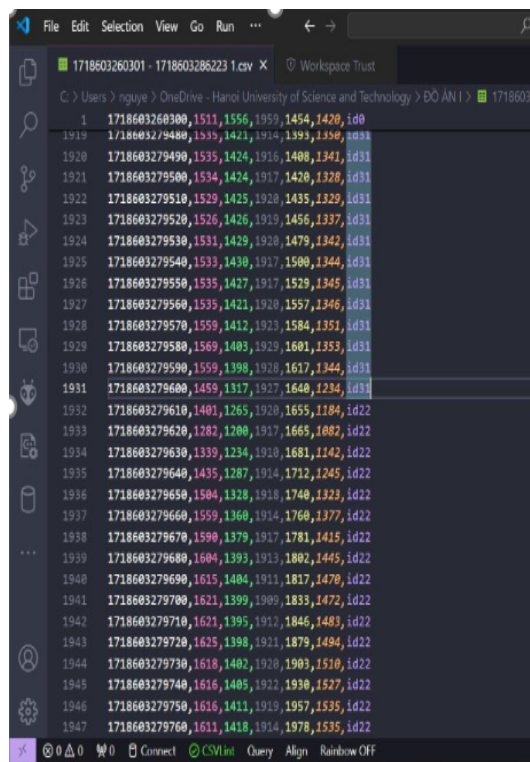 File Edit Selection View Go Run ... ← →
1718603260301 - 1718603286223 1.csv × Workspace Trust
C: > Users > nguye > OneDrive - Hanoi University of Science and Technology > ĐỒ ÁN I > 1718603
1 1718603260300,1511,1556,1959,1454,1420,id0
1919 1718603279480,1535,1421,1914,1393,1350,id31
1920 1718603279490,1535,1424,1916,1408,1341,id31
1921 1718603279500,1534,1424,1917,1420,1328,id31
1922 1718603279510,1529,1425,1920,1435,1329,id31
1923 1718603279520,1526,1426,1919,1456,1337,id31
1924 1718603279530,1531,1429,1920,1479,1342,id31
1925 1718603279540,1533,1430,1917,1500,1344,id31
1926 1718603279550,1535,1427,1917,1529,1345,id31
1927 1718603279560,1535,1421,1920,1557,1346,id31
1928 1718603279570,1559,1412,1923,1584,1351,id31
1929 1718603279580,1569,1403,1929,1601,1353,id31
1930 1718603279590,1559,1398,1928,1617,1344,id31
1931 1718603279600,1459,1317,1927,1640,1234,id31
1932 1718603279610,1401,1265,1920,1655,1184,id22
1933 1718603279620,1282,1200,1917,1665,1082,id22
1934 1718603279630,1339,1234,1910,1681,1142,id22
1935 1718603279640,1435,1287,1914,1712,1245,id22
1936 1718603279650,1504,1328,1918,1740,1323,id22
1937 1718603279660,1559,1360,1914,1760,1377,id22
1938 1718603279670,1590,1379,1917,1781,1415,id22
1939 1718603279680,1604,1393,1913,1802,1445,id22
1940 1718603279690,1615,1404,1911,1817,1470,id22
1941 1718603279700,1621,1399,1909,1833,1472,id22
1942 1718603279710,1621,1395,1912,1846,1483,id22
1943 1718603279720,1625,1398,1921,1879,1494,id22
1944 1718603279730,1618,1402,1920,1903,1510,id22
1945 1718603279740,1616,1405,1922,1930,1527,id22
1946 1718603279750,1616,1411,1919,1957,1535,id22
1947 1718603279760,1611,1418,1914,1978,1535,id22
0 0 0 Connect CSVLint Query Align Rainbow OFF